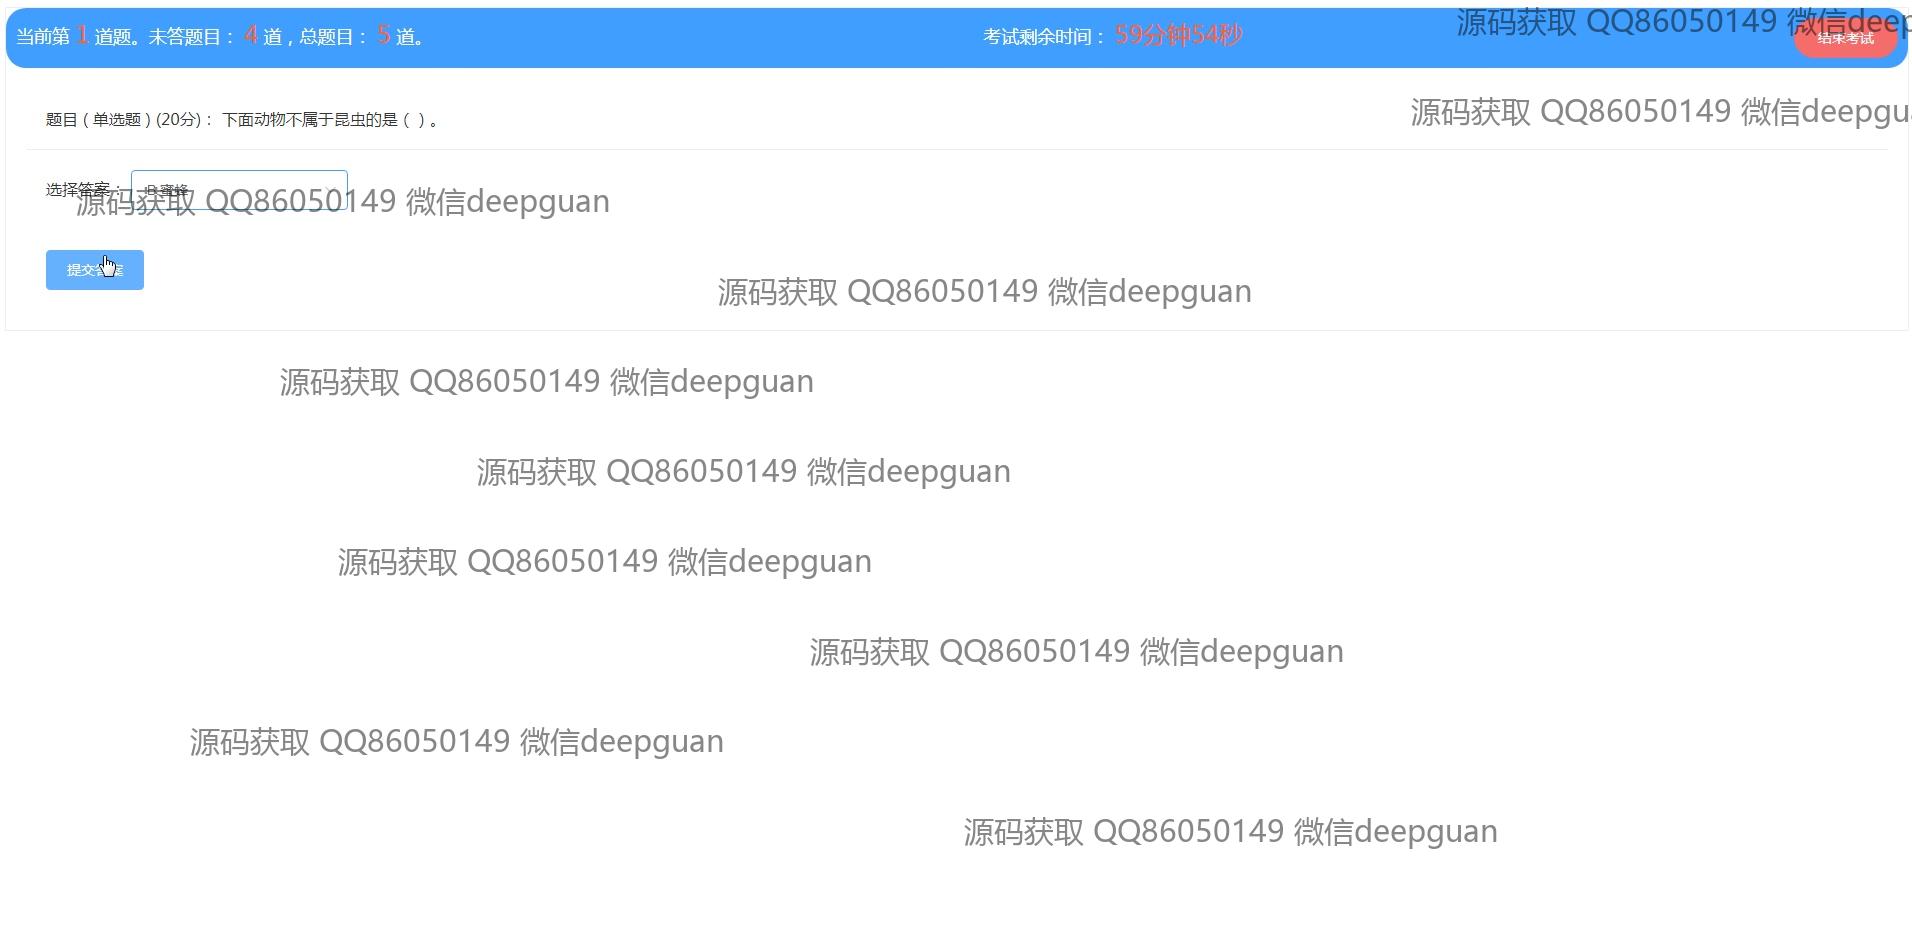 当前第 1 道题。未答题目： 4 道，总题目： 5 道。
考试剩余时间： 59分钟54秒
源码获取 QQ86050149 微信deep
结束考试
源码获取 QQ86050149 微信deepgu
题目 ( 单选题 ) (20分)： 下面动物不属于昆虫的是 ( ) 。
选择答案：
B:蜜蜂
源码获取 QQ86050149 微信deepguan
提交答案
源码获取 QQ86050149 微信deepguan
源码获取 QQ86050149 微信deepguan
源码获取 QQ86050149 微信deepguan
源码获取 QQ86050149 微信deepguan
源码获取 QQ86050149 微信deepguan
源码获取 QQ86050149 微信deepguan
源码获取 QQ86050149 微信deepguan